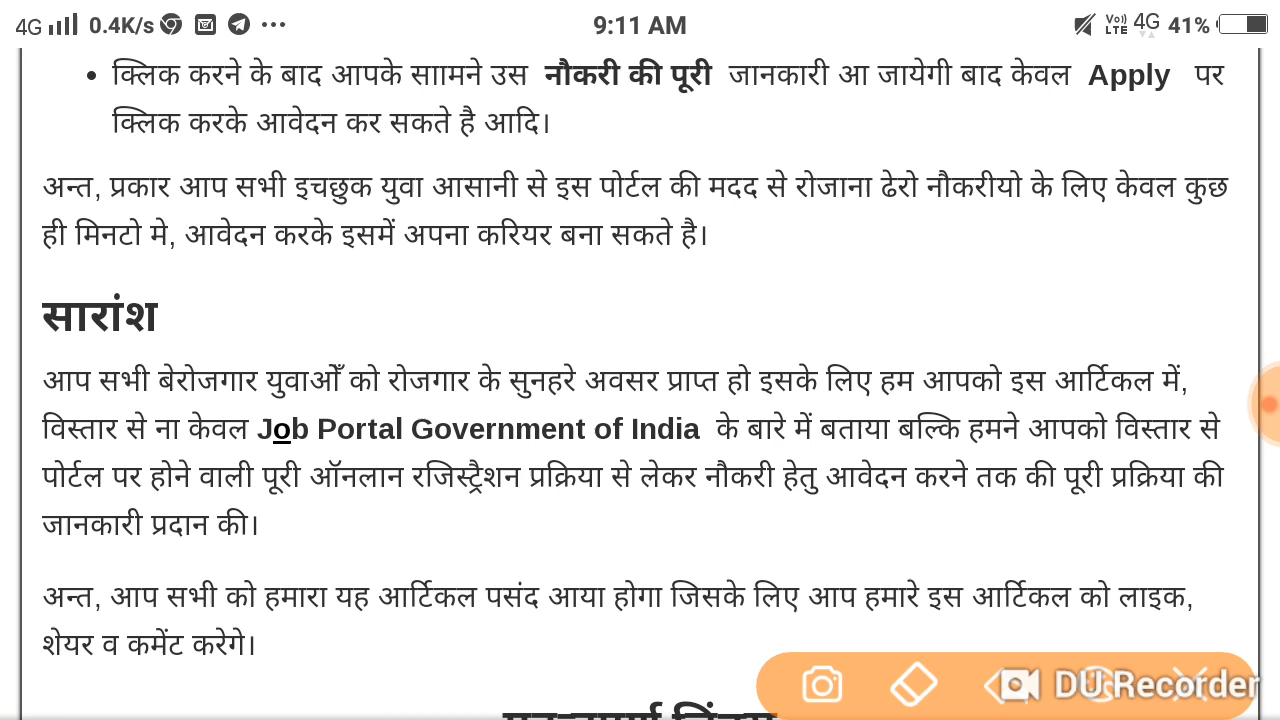 4G 0.4K/s 9:11 AM Vo)) LTE 4G 41%
• क्लिक करने के बाद आपके साामने उस नौकरी की पूरी जानकारी आ जायेगी बाद केवल Apply पर
क्लिक करके आवेदन कर सकते है आदि।
अन्त, प्रकार आप सभी इचछुक युवा आसानी से इस पोर्टल की मदद से रोजाना ढेरो नौकरीयो के लिए केवल कुछ
ही मिनटो मे, आवेदन करके इसमें अपना करियर बना सकते है।
सारांश
आप सभी बेरोजगार युवाओँ को रोजगार के सुनहरे अवसर प्राप्त हो इसके लिए हम आपको इस आर्टिकल में,
विस्तार से ना केवल Job Portal Government of India के बारे में बताया बल्कि हमने आपको विस्तार से
पोर्टल पर होने वाली पूरी ऑनलान रजिस्ट्रैशन प्रक्रिया से लेकर नौकरी हेतु आवेदन करने तक की पूरी प्रक्रिया की
जानकारी प्रदान की।
अन्त, आप सभी को हमारा यह आर्टिकल पसंद आया होगा जिसके लिए आप हमारे इस आर्टिकल को लाइक,
शेयर व कमेंट करेगे।
DU Recorder